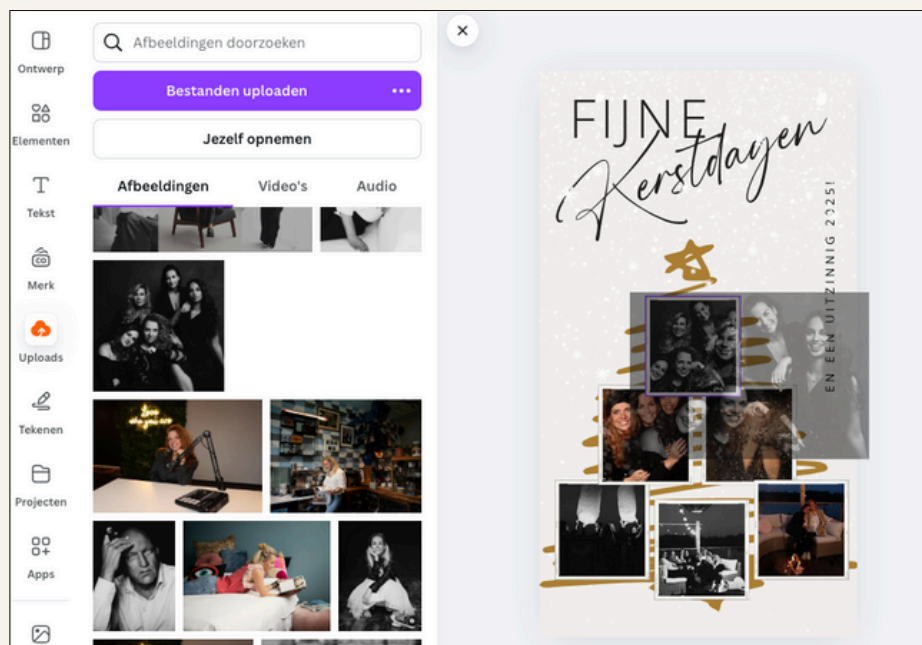 Ontwerp
Elementen
Tekst
Merk
Uploads
Tekenen
Projecten
Apps
Afbeeldingen doorzoeken
Bestanden uploaden
Jezelf opnemen
Afbeeldingen
Video's
Audio
FIJNE
Kerstdagen
EN EEN UITZINNIG 2025!